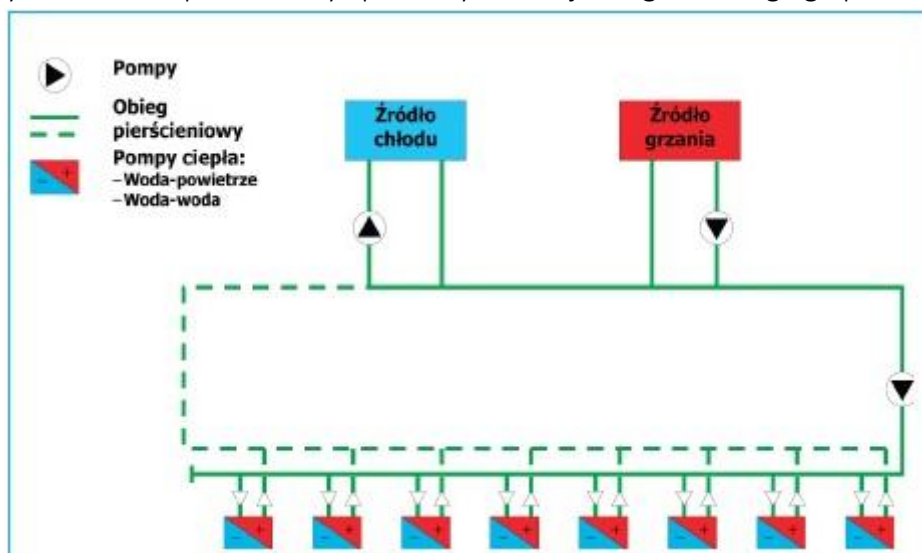 Pompy
Obieg
pierścieniowy
Pompy ciepła:
–Woda-powietrze
–Woda-woda
Źródło
chłodu
Źródło
grzania
– +
– +
– +
– +
– +
– +
– +
– +
– +